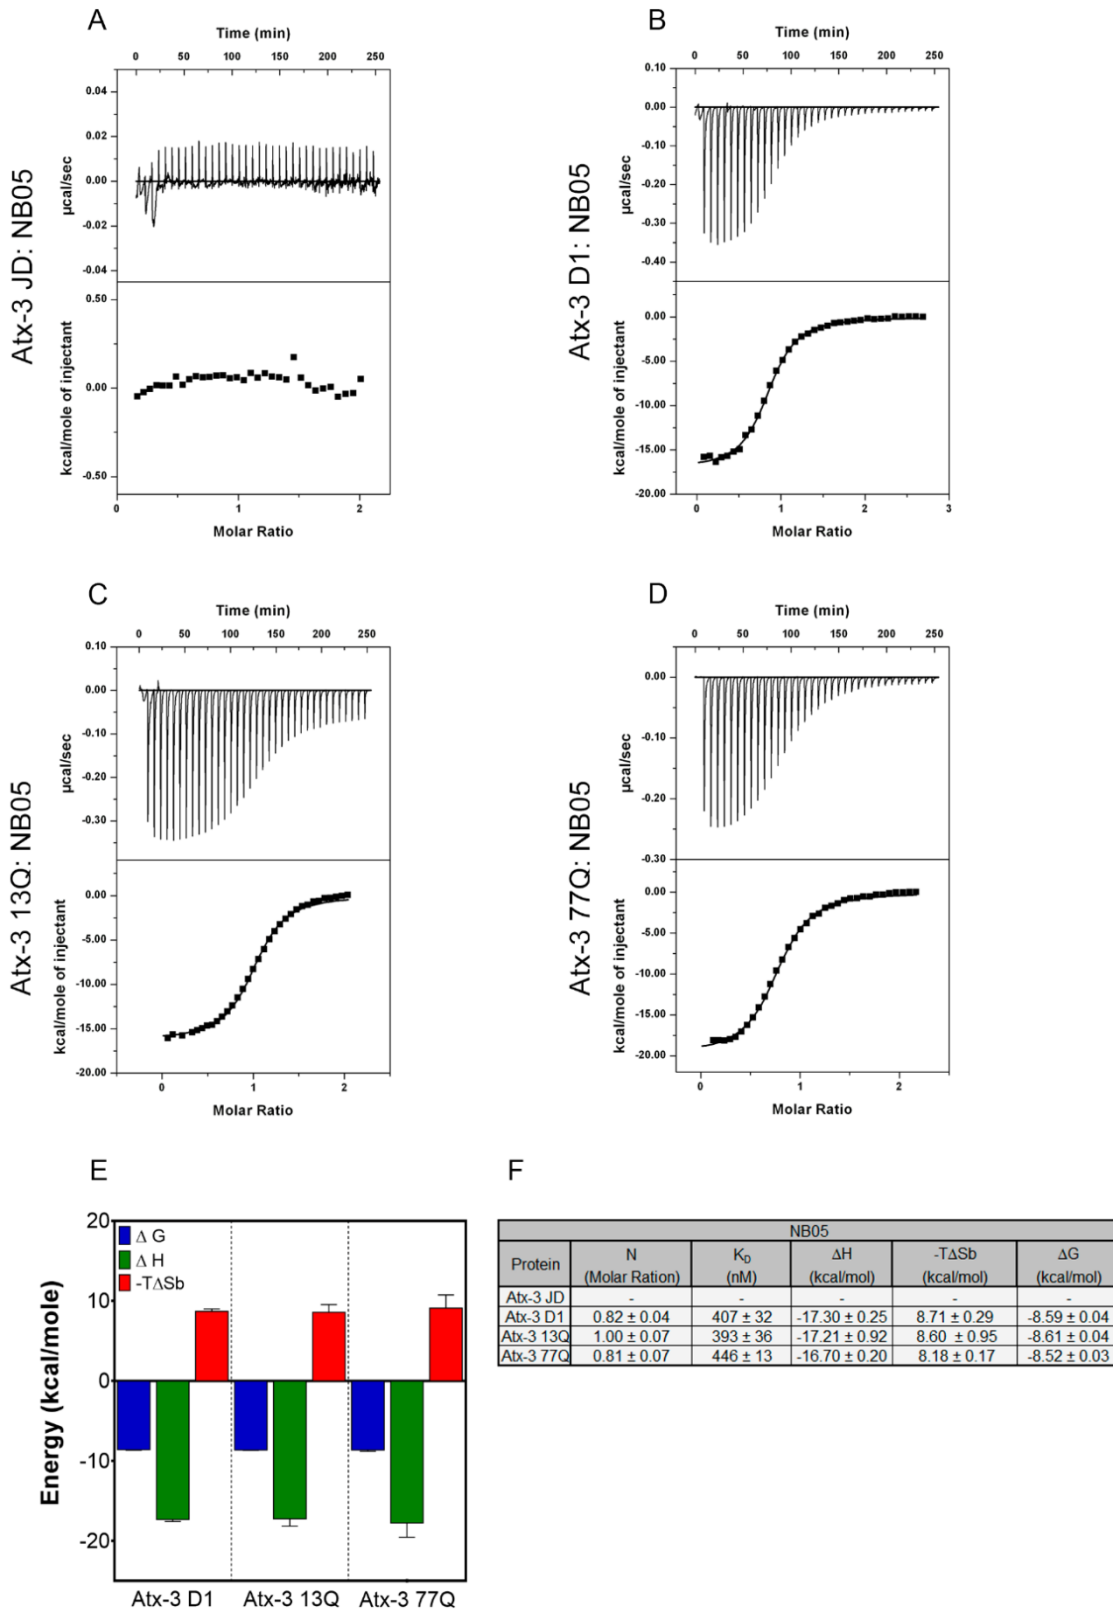 A
Time (min)
0 50 100 150 200 250
0.04
0.02
0.00
-0.02
-0.04
µcal/sec
Atx-3 JD: NB05
0.50
0.00
-0.50
kcal/mole of injectant
0 1 2
Molar Ratio
B
Time (min)
0 50 100 150 200 250
0.10
0.00
-0.10
-0.20
-0.30
-0.40
µcal/sec
Atx-3 D1: NB05
0.00
-5.00
-10.00
-15.00
-20.00
kcal/mole of injectant
0 1 2 3
Molar Ratio
C
Time (min)
0 50 100 150 200 250
0.10
0.00
-0.10
-0.20
-0.30
µcal/sec
Atx-3 13Q: NB05
0.00
-5.00
-10.00
-15.00
-20.00
kcal/mole of injectant
0 1 2
Molar Ratio
D
Time (min)
0 50 100 150 200 250
0.00
-0.10
-0.20
-0.30
µcal/sec
Atx-3 77Q: NB05
0.00
-5.00
-10.00
-15.00
-20.00
kcal/mole of injectant
0 1 2
Molar Ratio
E
20
10
0
-10
-20
Energy (kcal/mole)
Δ G
Δ H
-TΔSb
Atx-3 D1 Atx-3 13Q Atx-3 77Q
F
NB05
Protein N (Molar Ration) K_D (nM) ΔH (kcal/mol) -TΔSb (kcal/mol) ΔG (kcal/mol)
Atx-3 JD - - - - -
Atx-3 D1 0.82 ± 0.04 407 ± 32 -17.30 ± 0.25 8.71 ± 0.29 -8.59 ± 0.04
Atx-3 13Q 1.00 ± 0.07 393 ± 36 -17.21 ± 0.92 8.60 ± 0.95 -8.61 ± 0.04
Atx-3 77Q 0.81 ± 0.07 446 ± 13 -16.70 ± 0.20 8.18 ± 0.17 -8.52 ± 0.03